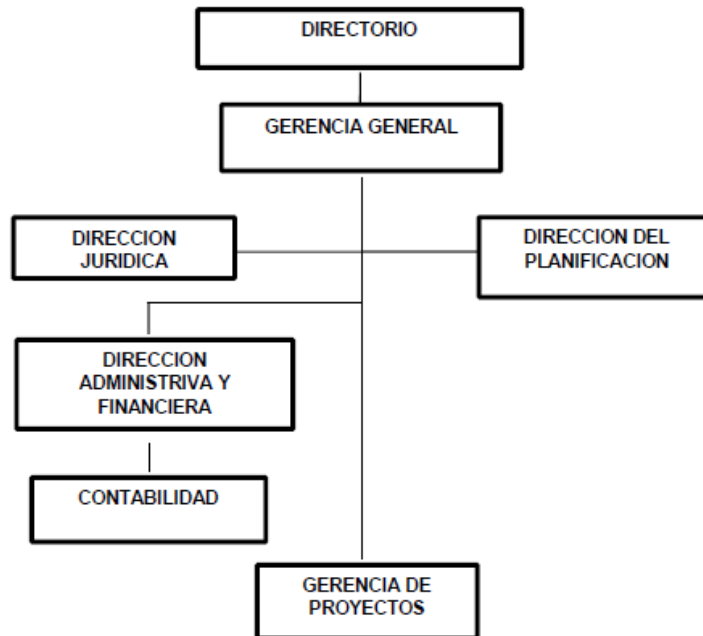 DIRECTORIO
GERENCIA GENERAL
DIRECCION
JURIDICA
DIRECCION DEL
PLANIFICACION
DIRECCION
ADMINISTRIVA Y
FINANCIERA
CONTABILIDAD
GERENCIA DE
PROYECTOS